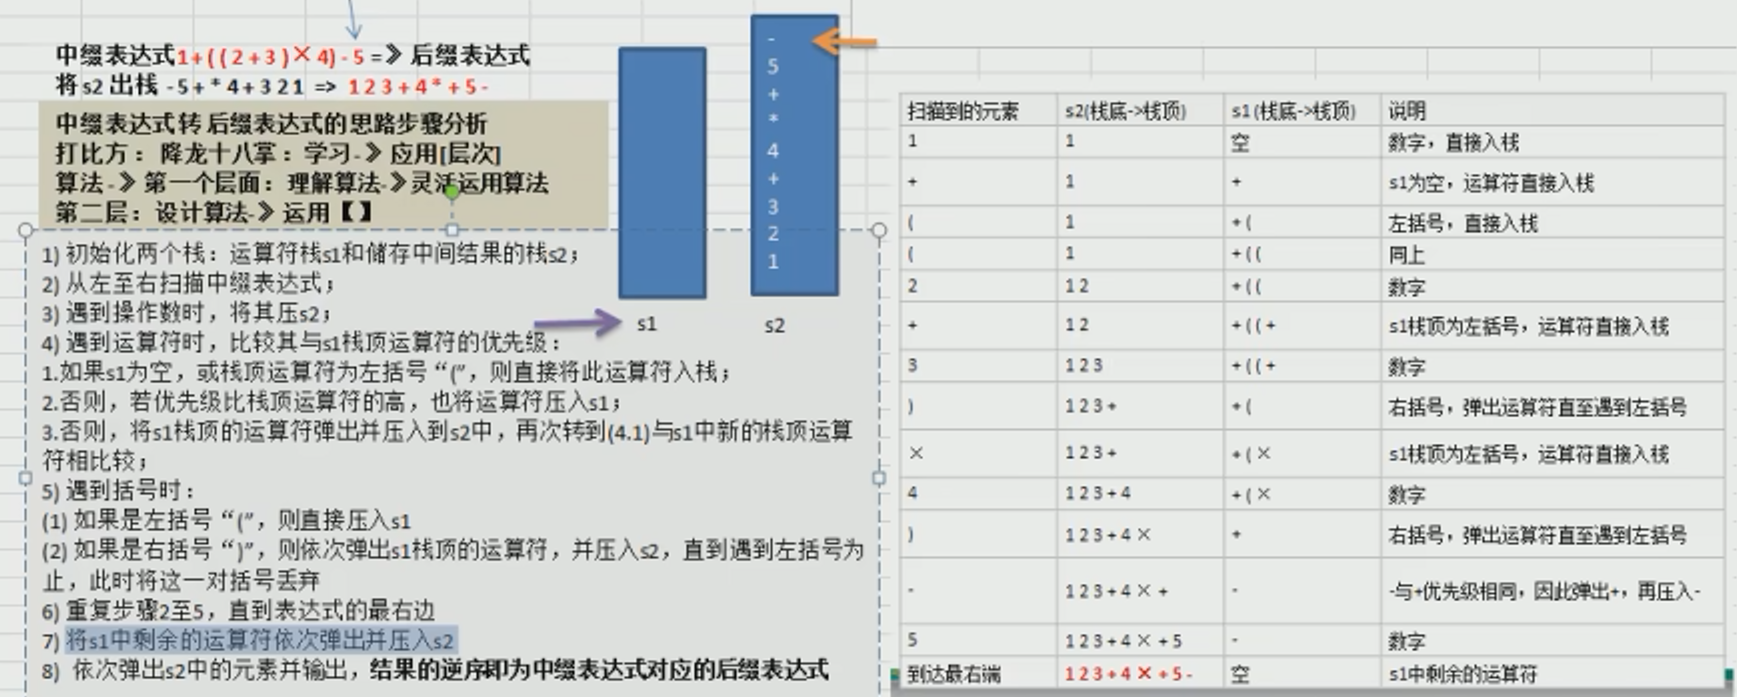 中缀表达式1+((2+3)×4)-5=》后缀表达式
将s2出栈 -5+*4+321 => 123+4*+5-
中缀表达式转后缀表达式的思路步骤分析
打比方：降龙十八掌：学习-》应用[层次]
算法-》第一个层面：理解算法-》灵活运用算法
第二层：设计算法-》运用【】
1) 初始化两个栈：运算符栈s1和储存中间结果的栈s2；
2) 从左至右扫描中缀表达式；
3) 遇到操作数时，将其压s2；
4) 遇到运算符时，比较其与s1栈顶运算符的优先级：
1.如果s1为空，或栈顶运算符为左括号“(”，则直接将此运算符入栈；
2.否则，若优先级比栈顶运算符的高，也将运算符压入s1；
3.否则，将s1栈顶的运算符弹出并压入到s2中，再次转到(4.1)与s1中新的栈顶运算
符相比较；
5) 遇到括号时：
(1) 如果是左括号“(”，则直接压入s1
(2) 如果是右括号“)”，则依次弹出s1栈顶的运算符，并压入s2，直到遇到左括号为
止，此时将这一对括号丢弃
6) 重复步骤2至5，直到表达式的最右边
7) 将s1中剩余的运算符依次弹出并压入s2
8) 依次弹出s2中的元素并输出，结果的逆序即为中缀表达式对应的后缀表达式
-
5
+
*
4
+
3
2
1
s1
s2
扫描到的元素 s2(栈底->栈顶) s1(栈底->栈顶) 说明
1 1 空 数字，直接入栈
+ 1 + s1为空，运算符直接入栈
( 1 +( 左括号，直接入栈
( 1 +(( 同上
2 12 +(( 数字
+ 12 +((+ s1栈顶为左括号，运算符直接入栈
3 123 +((+ 数字
) 123+ +( 右括号，弹出运算符直至遇到左括号
× 123+ +(× s1栈顶为左括号，运算符直接入栈
4 123+4 +(× 数字
) 123+4× + 右括号，弹出运算符直至遇到左括号
- 123+4×+ - -与+优先级相同，因此弹出+，再压入-
5 123+4×+5 - 数字
到达最右端 123+4×+5- 空 s1中剩余的运算符